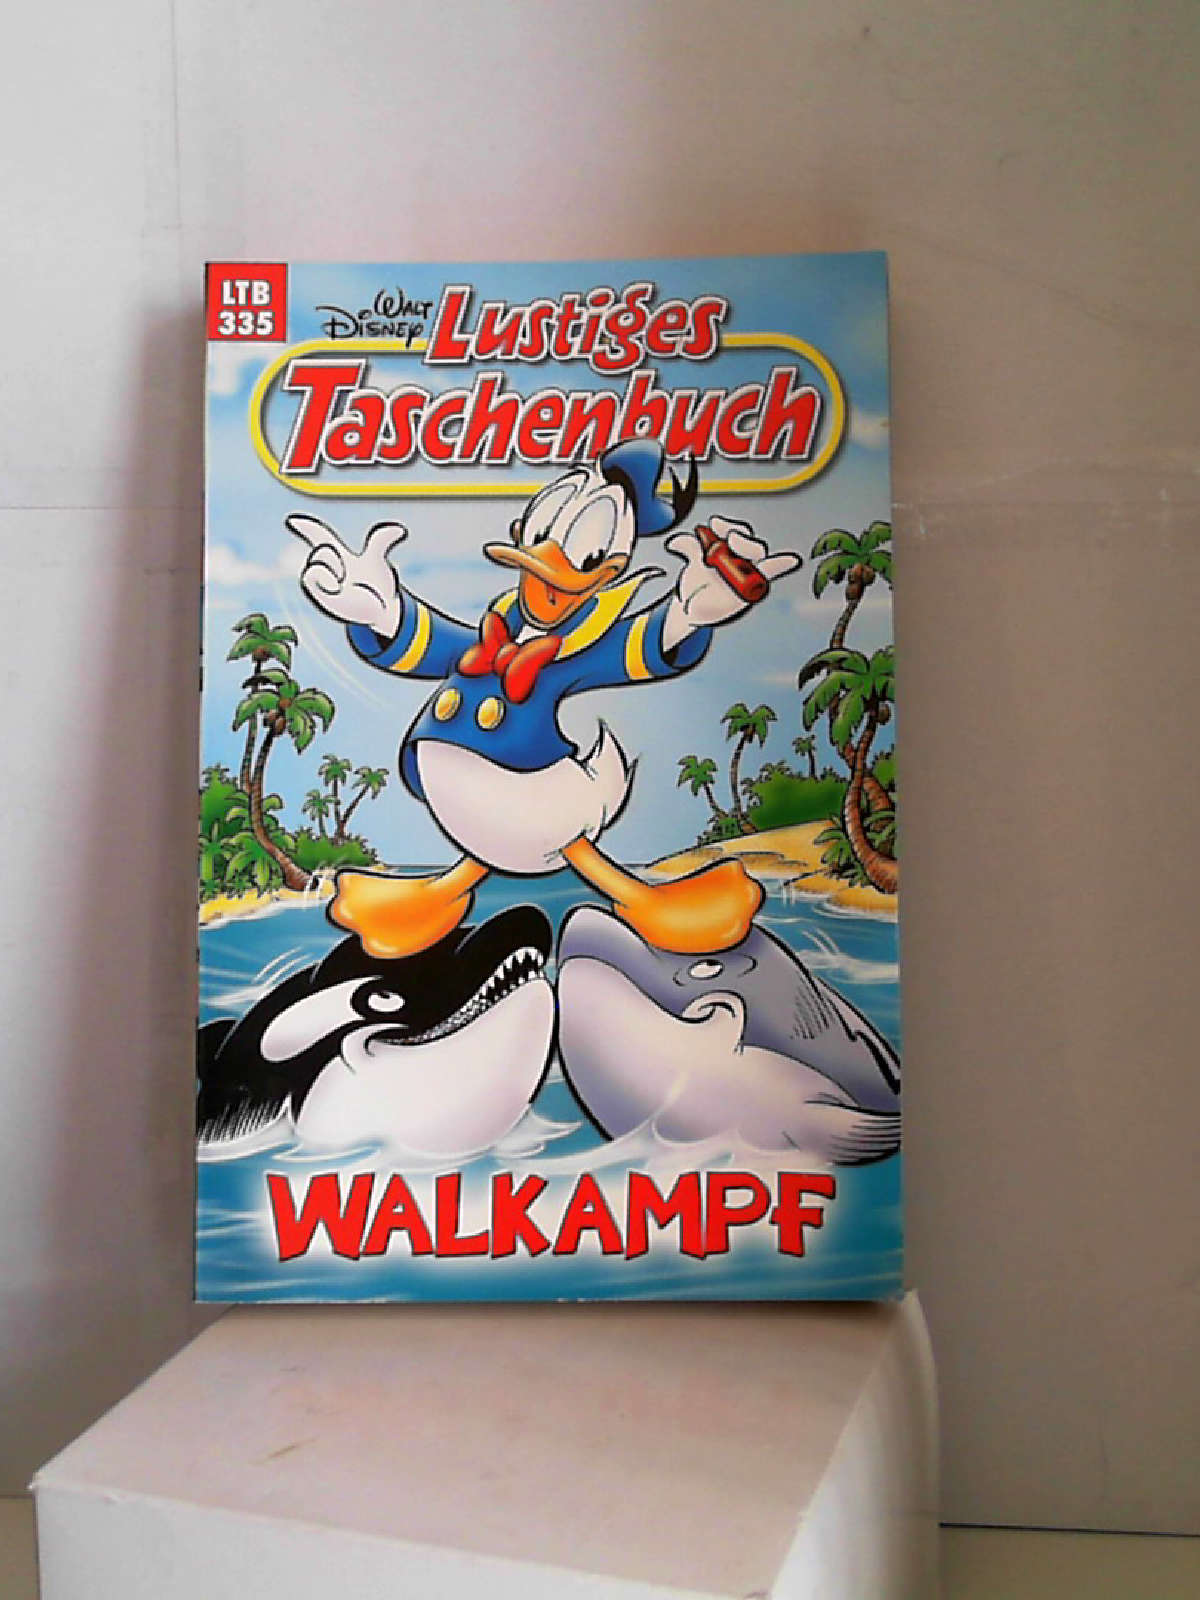 LTB
335
Walt
Disney
Lustiges
Taschenbuch
WALKAMPF